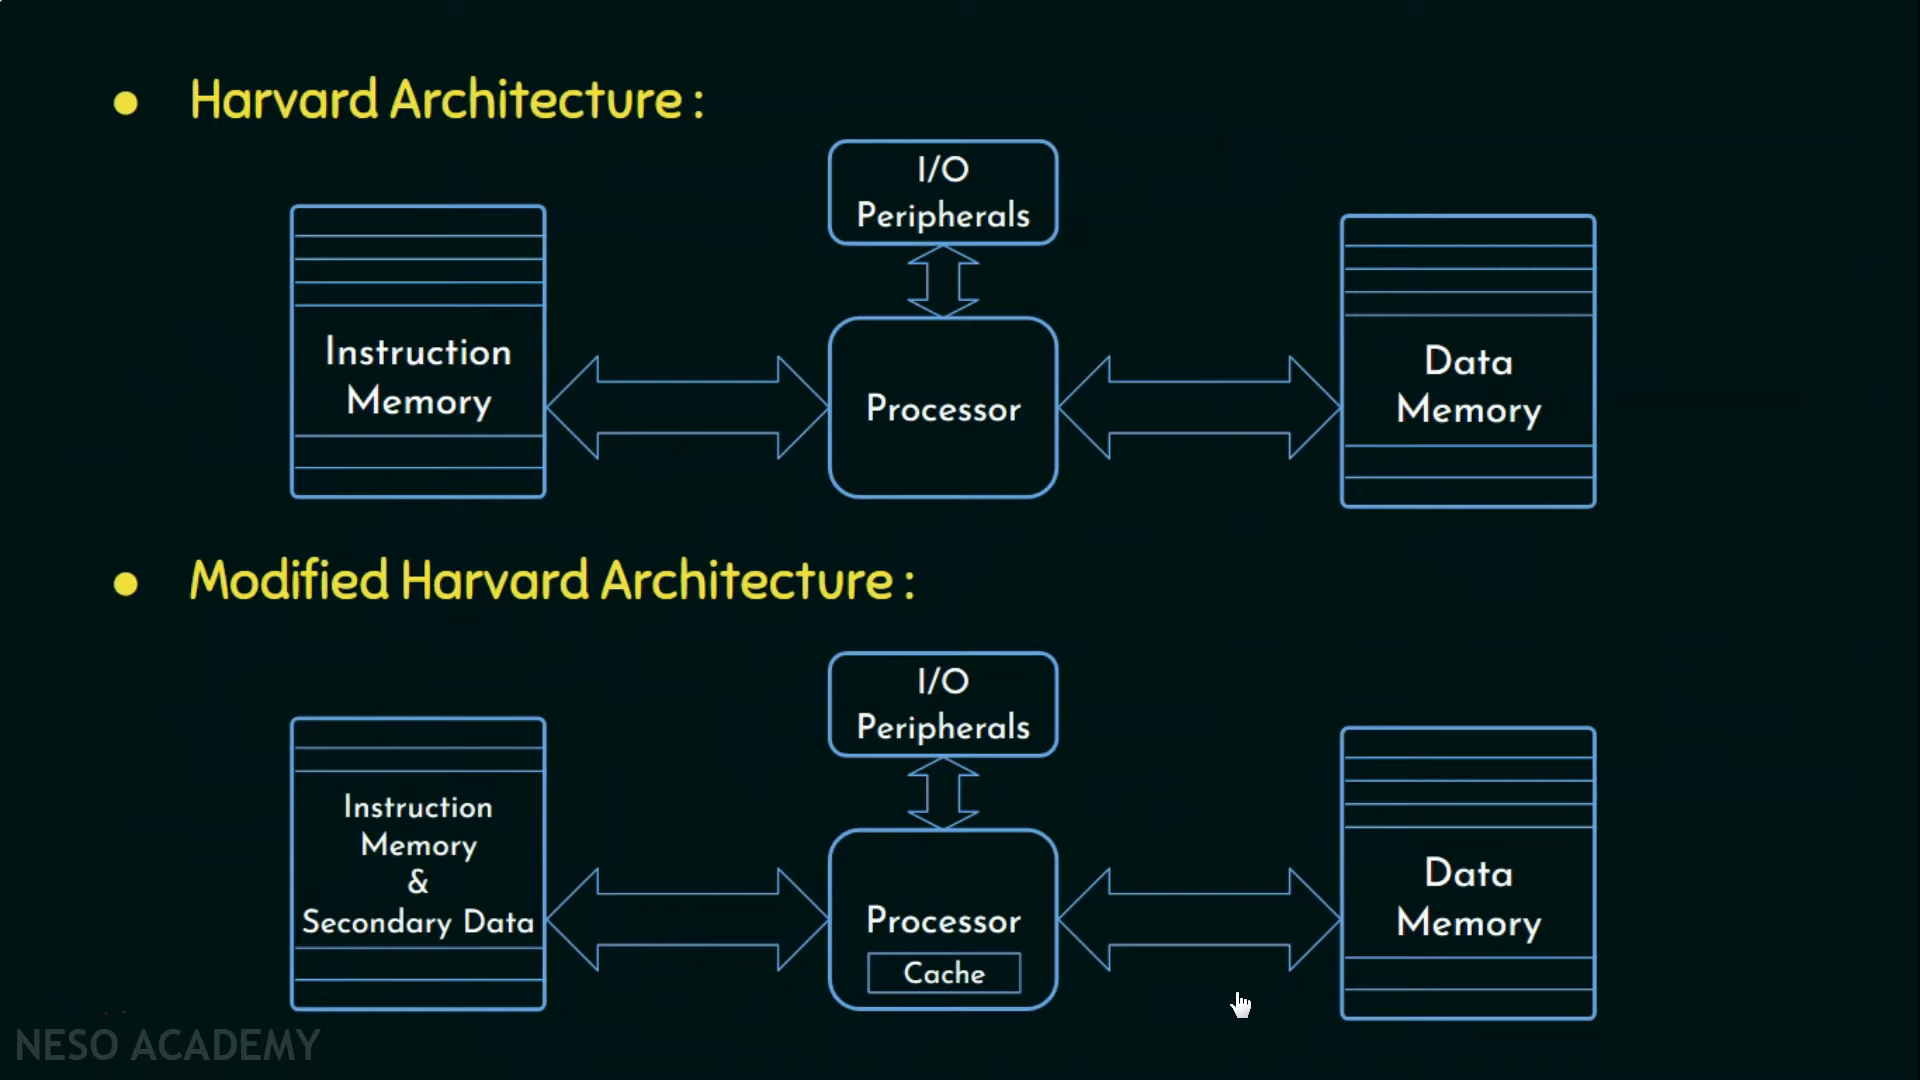 Harvard Architecture :
I/O
Peripherals
Instruction
Memory
Processor
Data
Memory
Modified Harvard Architecture :
I/O
Peripherals
Instruction
Memory
&
Secondary Data
Processor
Cache
Data
Memory
NESO ACADEMY